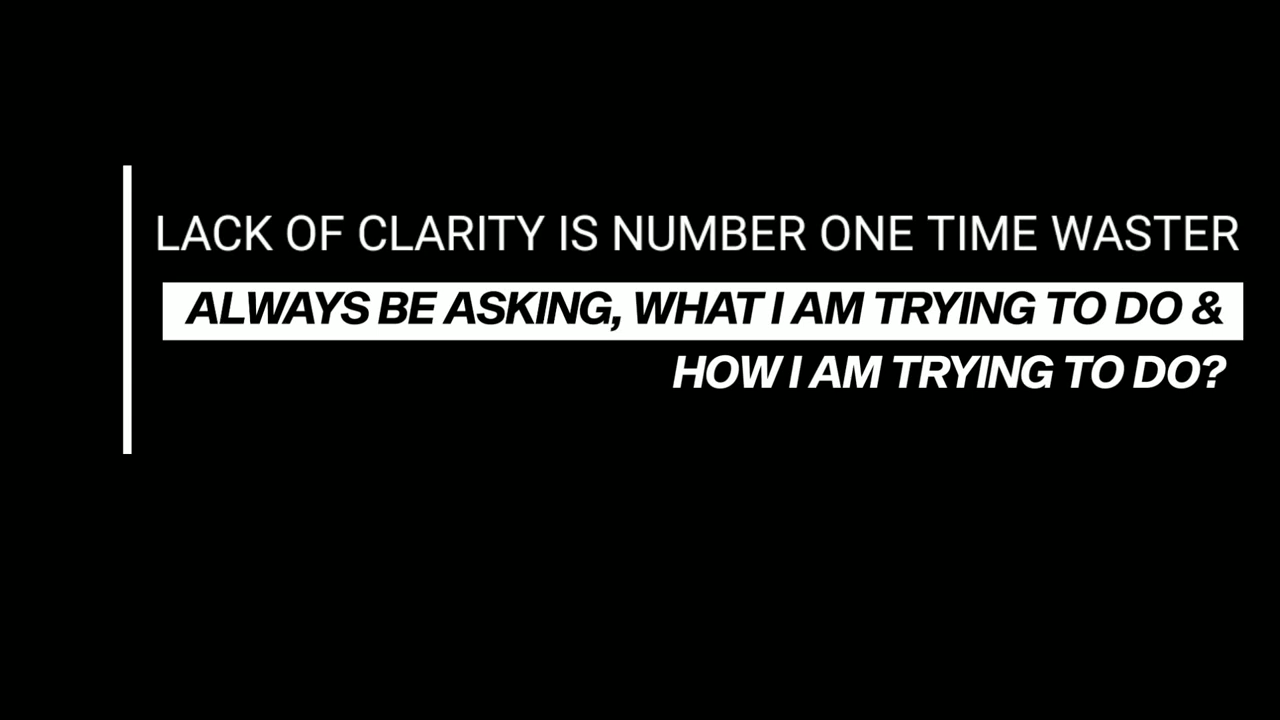 LACK OF CLARITY IS NUMBER ONE TIME WASTER
ALWAYS BE ASKING, WHAT I AM TRYING TO DO &
HOW I AM TRYING TO DO?